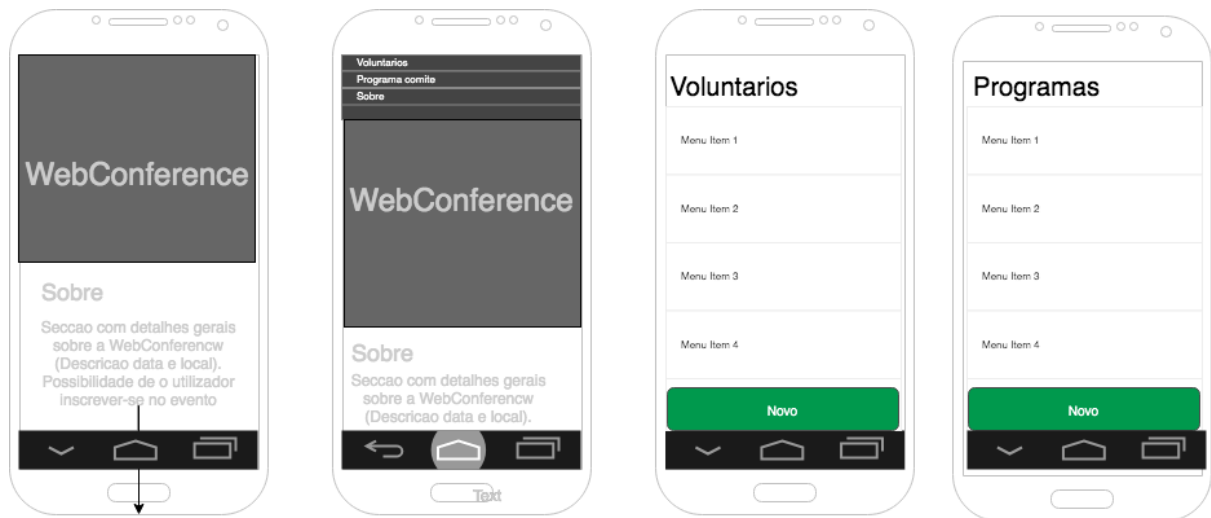 WebConference
Sobre
Seccao com detalhes gerais
sobre a WebConferencw
(Descricao data e local).
Possibilidade de o utilizador
inscrever-se no evento
Voluntarios
Programa comite
Sobre
WebConference
Sobre
Seccao com detalhes gerais
sobre a WebConferencw
(Descricao data e local).
Text
Voluntarios
Menu Item 1
Menu Item 2
Menu Item 3
Menu Item 4
Novo
Programas
Menu Item 1
Menu Item 2
Menu Item 3
Menu Item 4
Novo